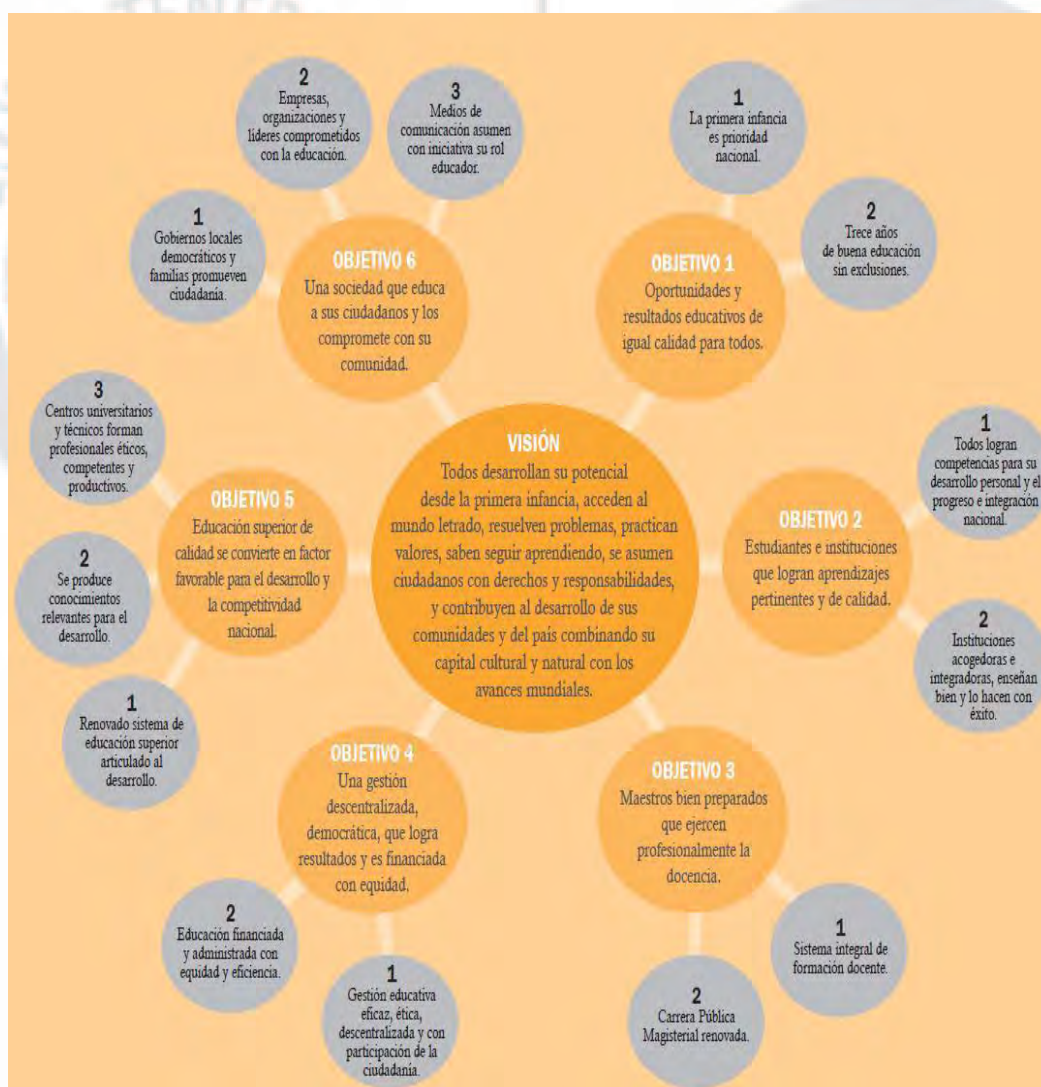 VISIÓN
Todos desarrollan su potencial
desde la primera infancia, acceden al
mundo letrado, resuelven problemas, practican
valores, saben seguir aprendiendo, se asumen
ciudadanos con derechos y responsabilidades,
y contribuyen al desarrollo de sus
comunidades y del país combinando su
capital cultural y natural con los
avances mundiales.
OBJETIVO 1
Oportunidades y
resultados educativos de
igual calidad para todos.
1
La primera infancia
es prioridad
nacional.
2
Trece años
de buena educación
sin exclusiones.
OBJETIVO 2
Estudiantes e instituciones
que logran aprendizajes
pertinentes y de calidad.
1
Todos logran
competencias para su
desarrollo personal y el
progreso e integración
nacional.
2
Instituciones
acogedoras e
integradoras, enseñan
bien y lo hacen con
éxito.
OBJETIVO 3
Maestros bien preparados
que ejercen
profesionalmente la
docencia.
1
Sistema integral de
formación docente.
2
Carrera Pública
Magisterial renovada.
OBJETIVO 4
Una gestión
descentralizada,
democrática, que logra
resultados y es financiada
con equidad.
1
Gestión educativa
eficaz, ética,
descentralizada y con
participación de la
ciudadanía.
2
Educación financiada
y administrada con
equidad y eficiencia.
OBJETIVO 5
Educación superior de
calidad se convierte en factor
favorable para el desarrollo y
la competitividad
nacional.
1
Renovado sistema de
educación superior
articulado al
desarrollo.
2
Se produce
conocimientos
relevantes para el
desarrollo.
3
Centros universitarios
y técnicos forman
profesionales éticos,
competentes y
productivos.
OBJETIVO 6
Una sociedad que educa
a sus ciudadanos y los
compromete con su
comunidad.
1
Gobiernos locales
democráticos y
familias promueven
ciudadanía.
2
Empresas,
organizaciones y
líderes comprometidos
con la educación.
3
Medios de
comunicación asumen
con iniciativa su rol
educador.